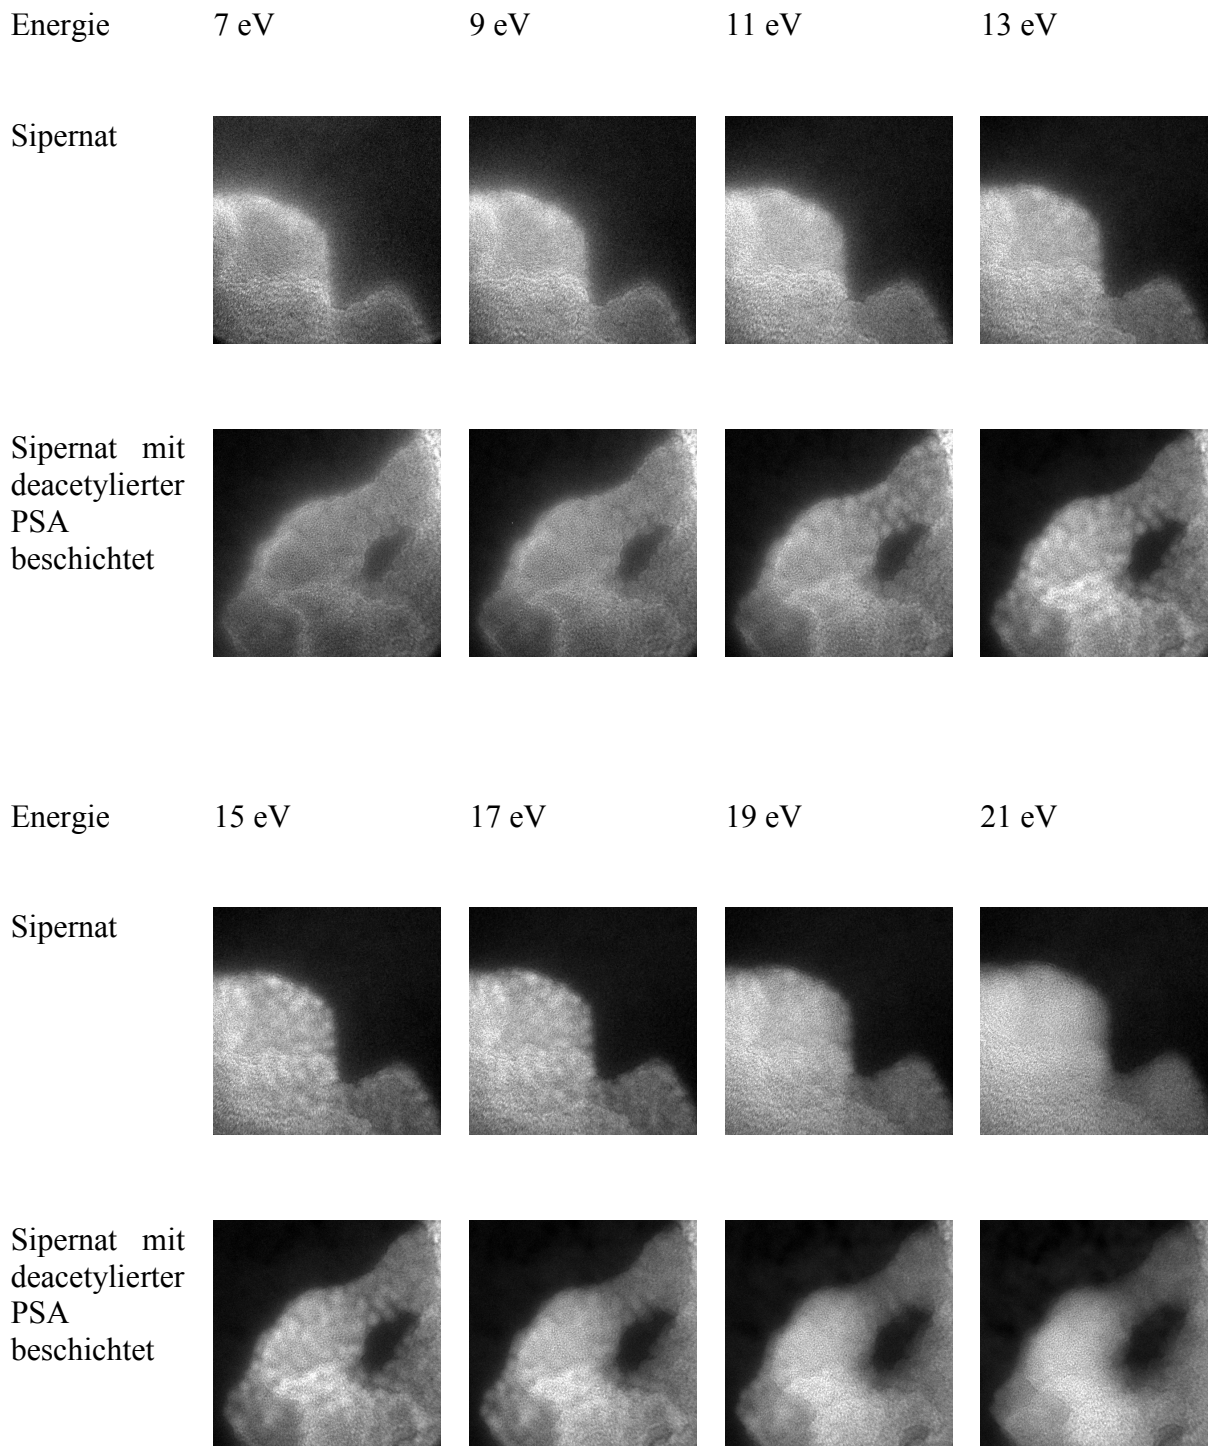 Energie 7 eV 9 eV 11 eV 13 eV
Sipernat
Sipernat mit
deacetylierter
PSA
beschichtet
Energie 15 eV 17 eV 19 eV 21 eV
Sipernat
Sipernat mit
deacetylierter
PSA
beschichtet